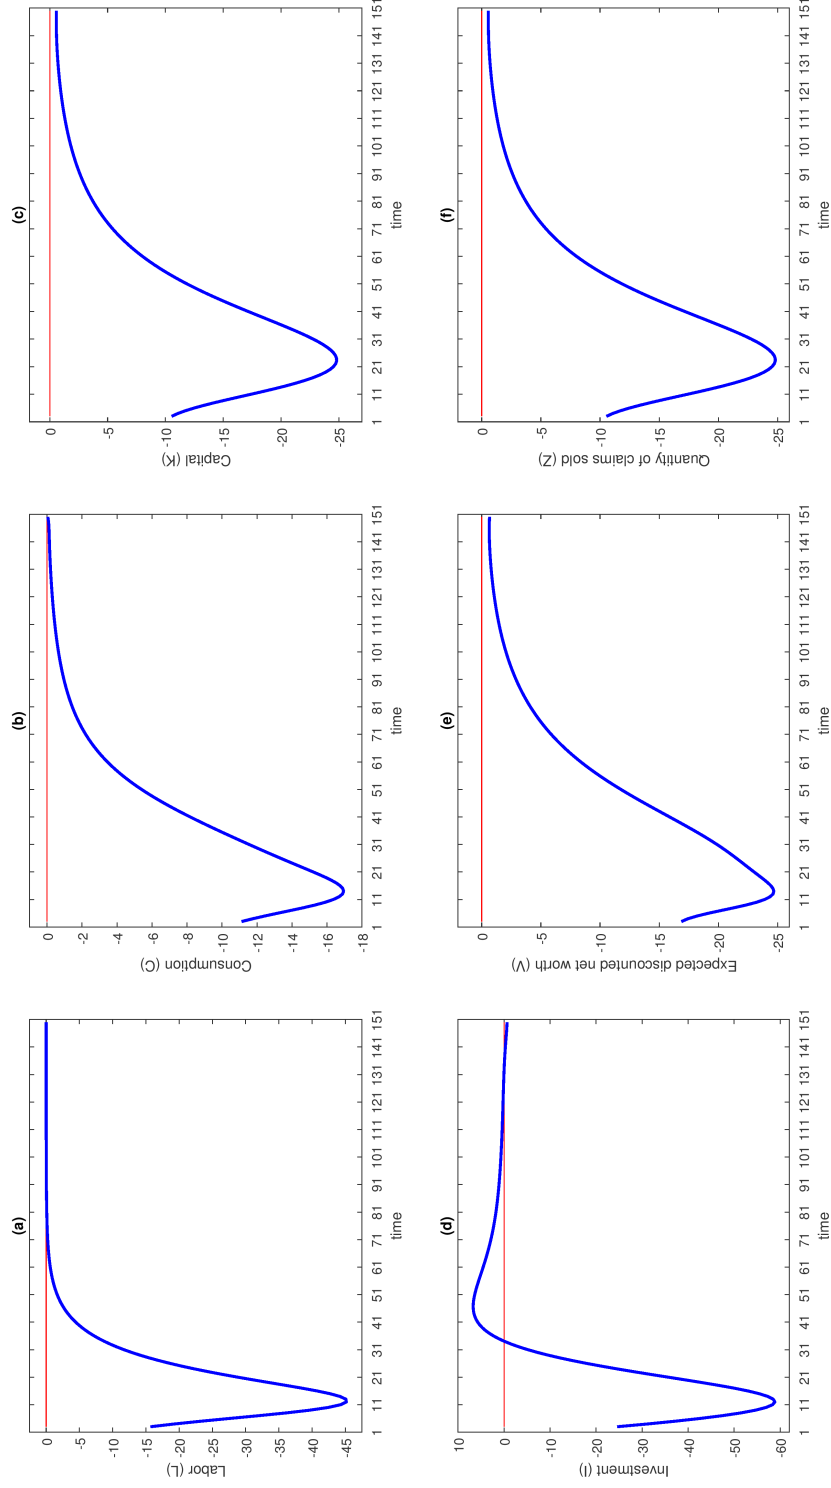 (a)
Labor (L)
0
-5
-10
-15
-20
-25
-30
-35
-40
-45
1 11 21 31 41 51 61 71 81 91 101 111 121 131 141 151
time
(b)
Consumption (C)
0
-2
-4
-6
-8
-10
-12
-14
-16
-18
1 11 21 31 41 51 61 71 81 91 101 111 121 131 141 151
time
(c)
Capital (K)
0
-5
-10
-15
-20
-25
1 11 21 31 41 51 61 71 81 91 101 111 121 131 141 151
time
(d)
Investment (I)
10
0
-10
-20
-30
-40
-50
-60
1 11 21 31 41 51 61 71 81 91 101 111 121 131 141 151
time
(e)
Expected discounted net worth (V)
0
-5
-10
-15
-20
-25
1 11 21 31 41 51 61 71 81 91 101 111 121 131 141 151
time
(f)
Quantity of claims sold (Z)
0
-5
-10
-15
-20
-25
1 11 21 31 41 51 61 71 81 91 101 111 121 131 141 151
time